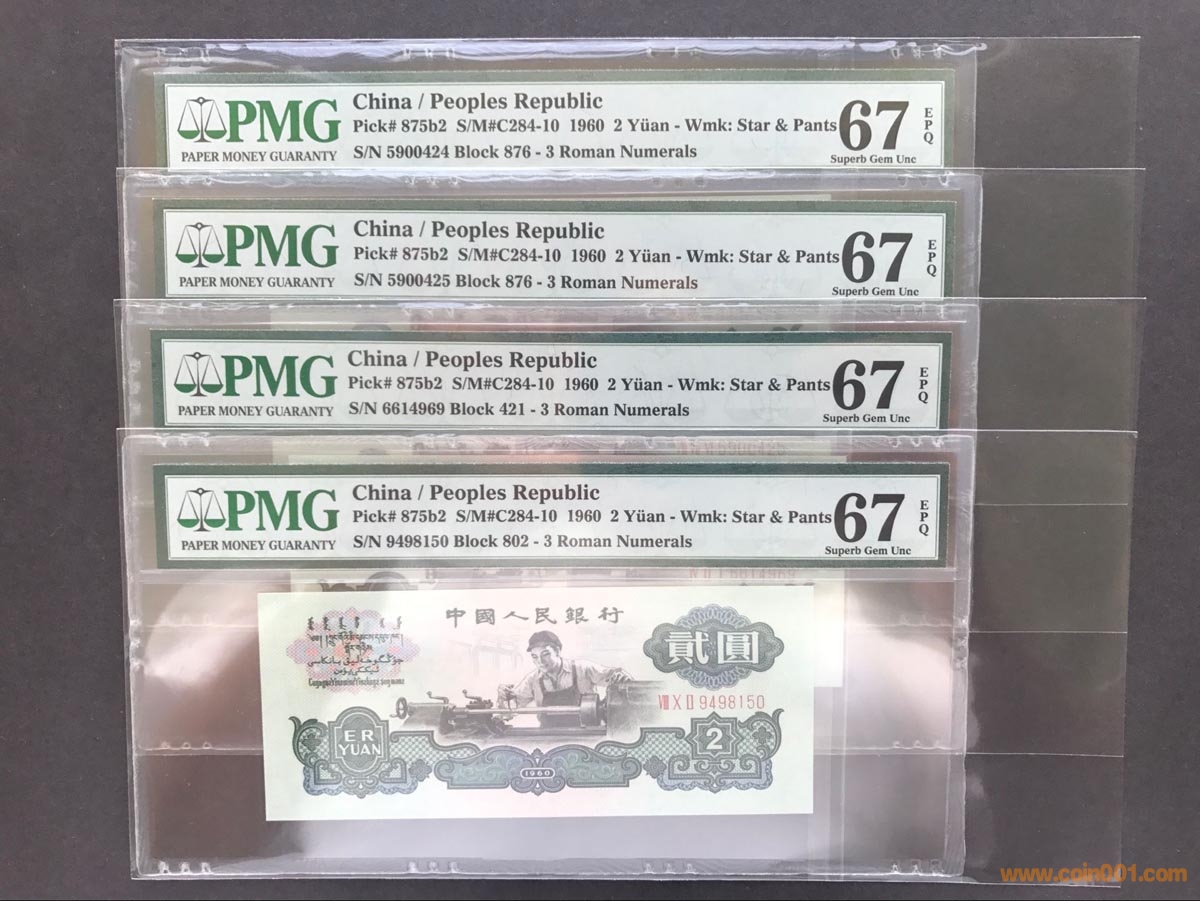 PMG
PAPER MONEY GUARANTY
China / Peoples Republic
Pick# 875b2 S/M#C284-10 1960 2 Yüan - Wmk: Star & Pants
S/N 5900424 Block 876 - 3 Roman Numerals
67
EPQ
Superb Gem Unc
PMG
PAPER MONEY GUARANTY
China / Peoples Republic
Pick# 875b2 S/M#C284-10 1960 2 Yüan - Wmk: Star & Pants
S/N 5900425 Block 876 - 3 Roman Numerals
67
EPQ
Superb Gem Unc
PMG
PAPER MONEY GUARANTY
China / Peoples Republic
Pick# 875b2 S/M#C284-10 1960 2 Yüan - Wmk: Star & Pants
S/N 6614969 Block 421 - 3 Roman Numerals
67
EPQ
Superb Gem Unc
PMG
PAPER MONEY GUARANTY
China / Peoples Republic
Pick# 875b2 S/M#C284-10 1960 2 Yüan - Wmk: Star & Pants
S/N 9498150 Block 802 - 3 Roman Numerals
67
EPQ
Superb Gem Unc
中國人民銀行
貳圓
VIII X II 9498150
ER
YUAN
1960
2
www.coin001.com